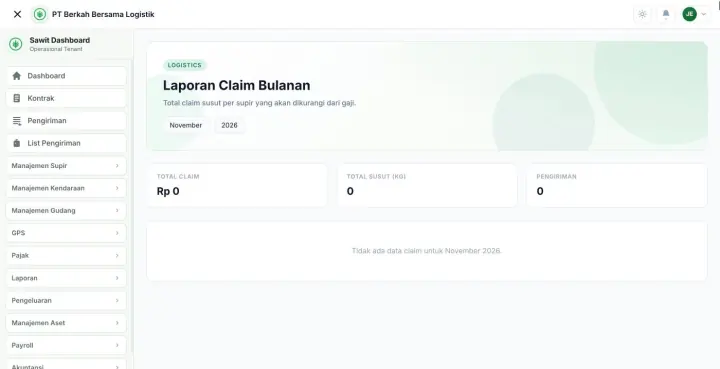 PT Berkah Bersama Logistik
JE
Sawit Dashboard
Operasional Tenant
Dashboard
Kontrak
Pengiriman
List Pengiriman
Manajemen Supir
Manajemen Kendaraan
Manajemen Gudang
GPS
Pajak
Laporan
Pengeluaran
Manajemen Aset
Payroll
Akuntansi
LOGISTICS
Laporan Claim Bulanan
Total claim susut per supir yang akan dikurangi dari gaji.
November
2026
TOTAL CLAIM
Rp 0
TOTAL SUSUT (KG)
0
PENGIRIMAN
0
Tidak ada data claim untuk November 2026.